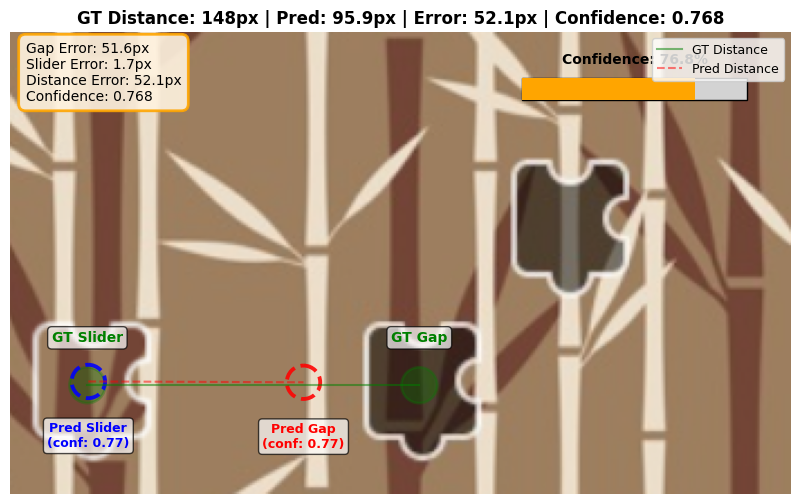 GT Distance: 148px | Pred: 95.9px | Error: 52.1px | Confidence: 0.768
Gap Error: 51.6px
Slider Error: 1.7px
Distance Error: 52.1px
Confidence: 0.768
Confidence: 76.8%
GT Distance
Pred Distance
GT Slider
GT Gap
Pred Slider
(conf: 0.77)
Pred Gap
(conf: 0.77)